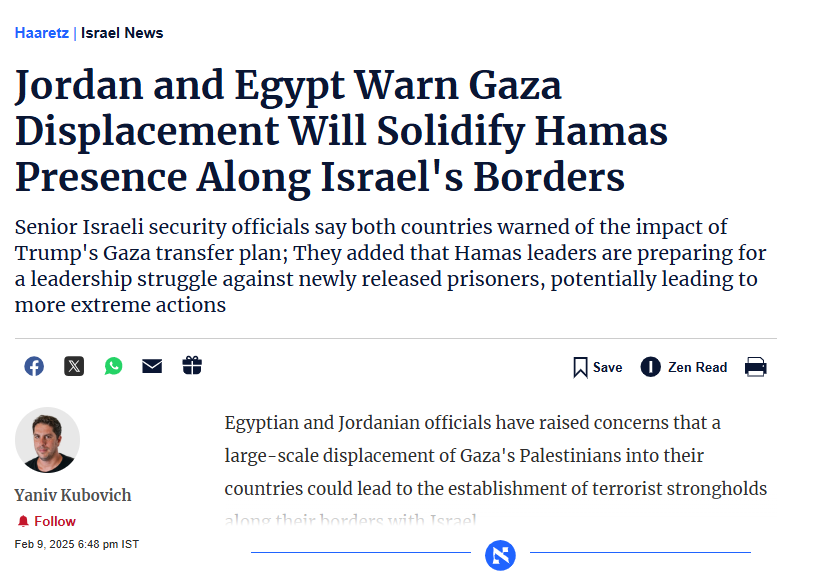 Haaretz | Israel News
Jordan and Egypt Warn Gaza
Displacement Will Solidify Hamas
Presence Along Israel's Borders
Senior Israeli security officials say both countries warned of the impact of
Trump's Gaza transfer plan; They added that Hamas leaders are preparing for
a leadership struggle against newly released prisoners, potentially leading to
more extreme actions
Save
Zen Read
Egyptian and Jordanian officials have raised concerns that a
large-scale displacement of Gaza's Palestinians into their
countries could lead to the establishment of terrorist strongholds
along their borders with Israel
Yaniv Kubovich
Follow
Feb 9, 2025 6:48 pm IST